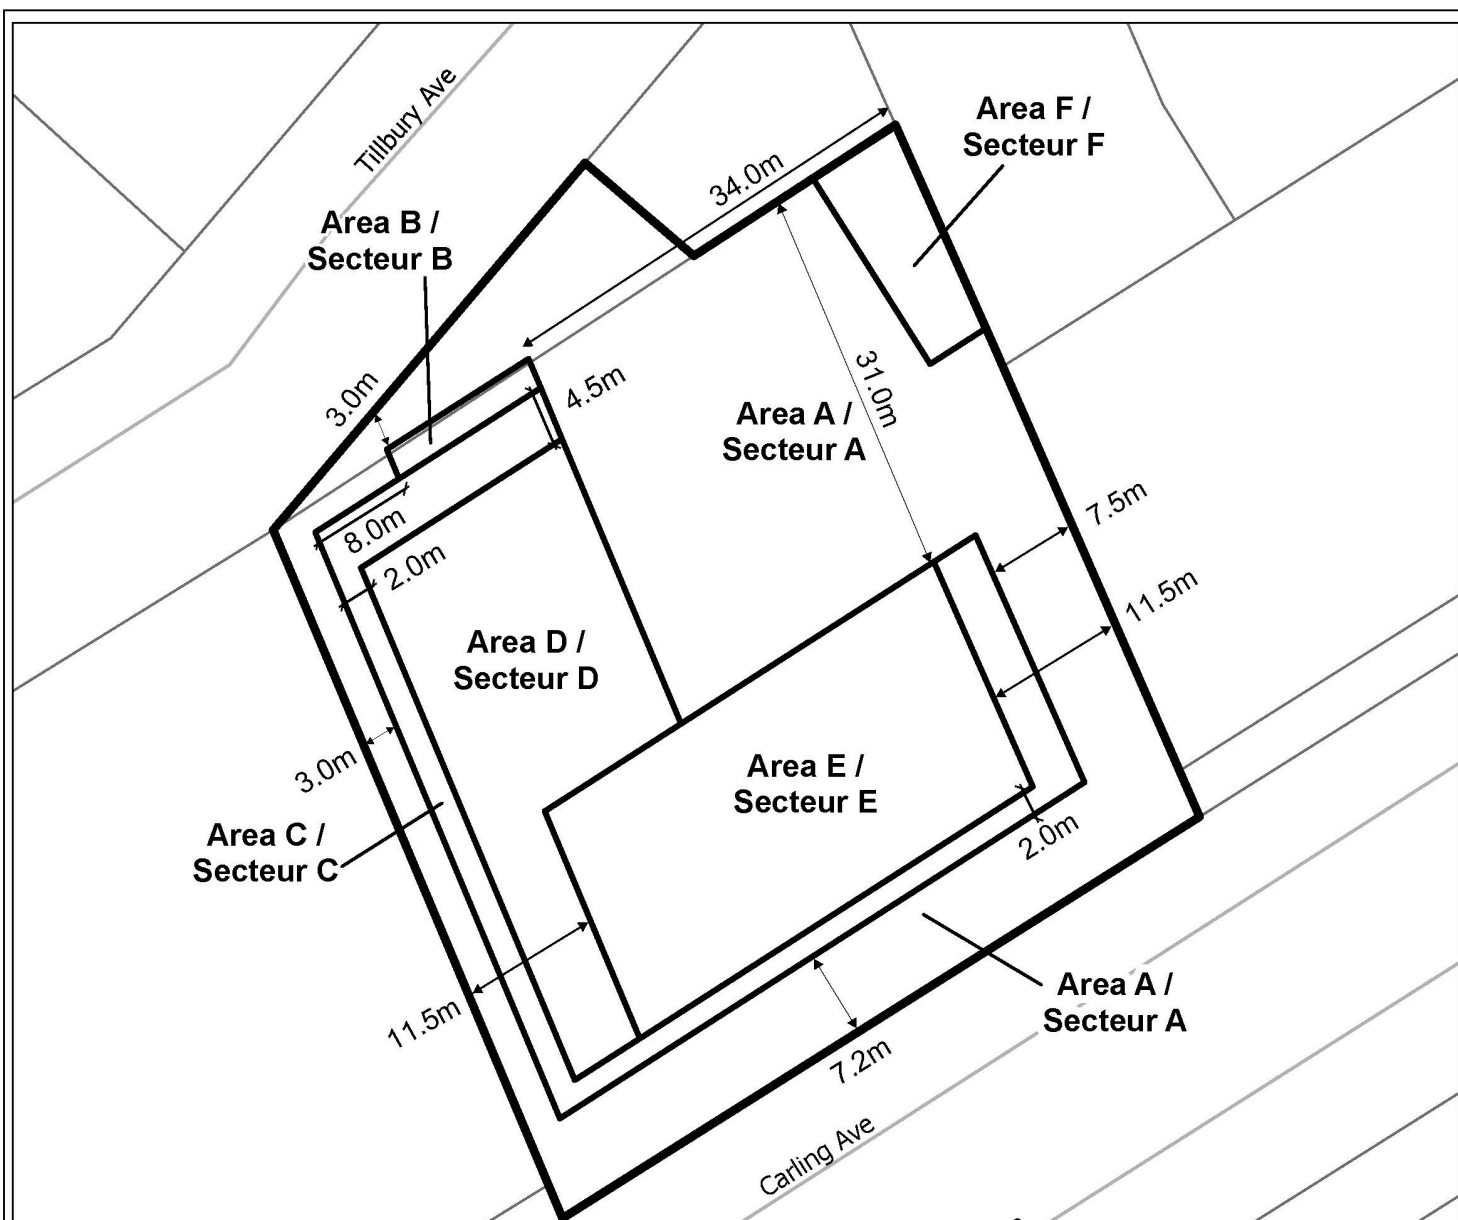 Tillbury Ave
Area F /
Secteur F
34.0m
Area B /
Secteur B
3.0m
4.5m
31.0m
Area A /
Secteur A
7.5m
8.0m
2.0m
11.5m
Area D /
Secteur D
3.0m
Area E /
Secteur E
2.0m
Area C /
Secteur C
11.5m
Area A /
Secteur A
7.2m
Carling Ave